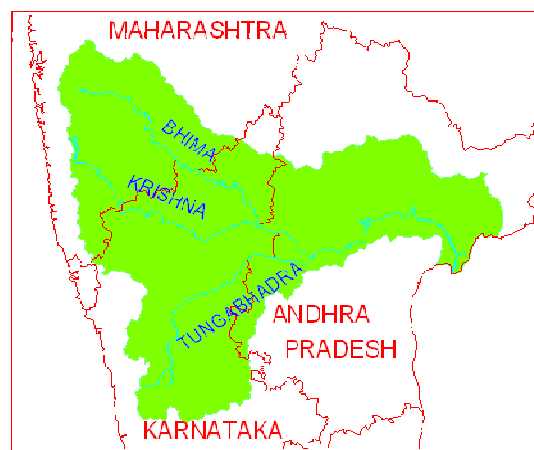 MAHARASHTRA
BHIMA
KRISHNA
TUNGABHADRA
ANDHRA
PRADESH
KARNATAKA